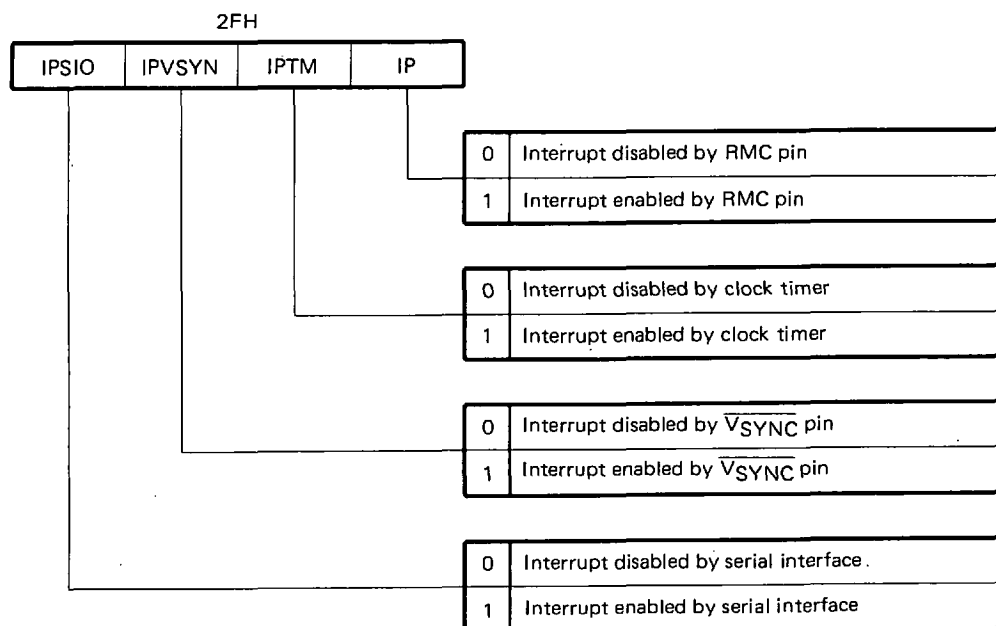 2FH
IPSIO IPVSYN IPTM IP
0 Interrupt disabled by RMC pin
1 Interrupt enabled by RMC pin
0 Interrupt disabled by clock timer
1 Interrupt enabled by clock timer
0 Interrupt disabled by V̅S̅Y̅N̅C̅ pin
1 Interrupt enabled by V̅S̅Y̅N̅C̅ pin
0 Interrupt disabled by serial interface.
1 Interrupt enabled by serial interface